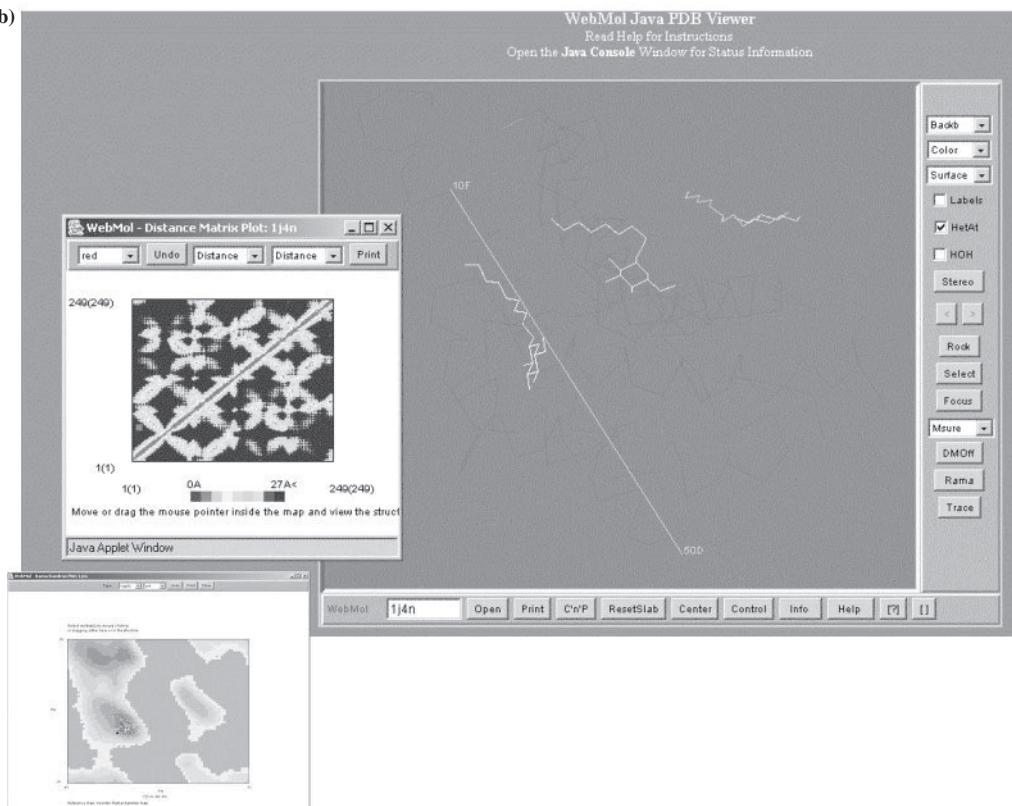 b)
WebMol Java PDB Viewer
Read Help for Instructions
Open the Java Console Window for Status Information
Backb
Color
Surface
Labels
HetAt
HOH
Stereo
< >
Rock
Select
Focus
Msure
DMOff
Rama
Trace
10F
50D
WebMol - Distance Matrix Plot: 1j4n
red Undo Distance Distance Print
249(249)
1(1)
1(1) 0A 27A< 249(249)
Move or drag the mouse pointer inside the map and view the struct
Java Applet Window
WebMol 1j4n Open Print C'n'P ResetSlab Center Control Info Help [?] [ ]